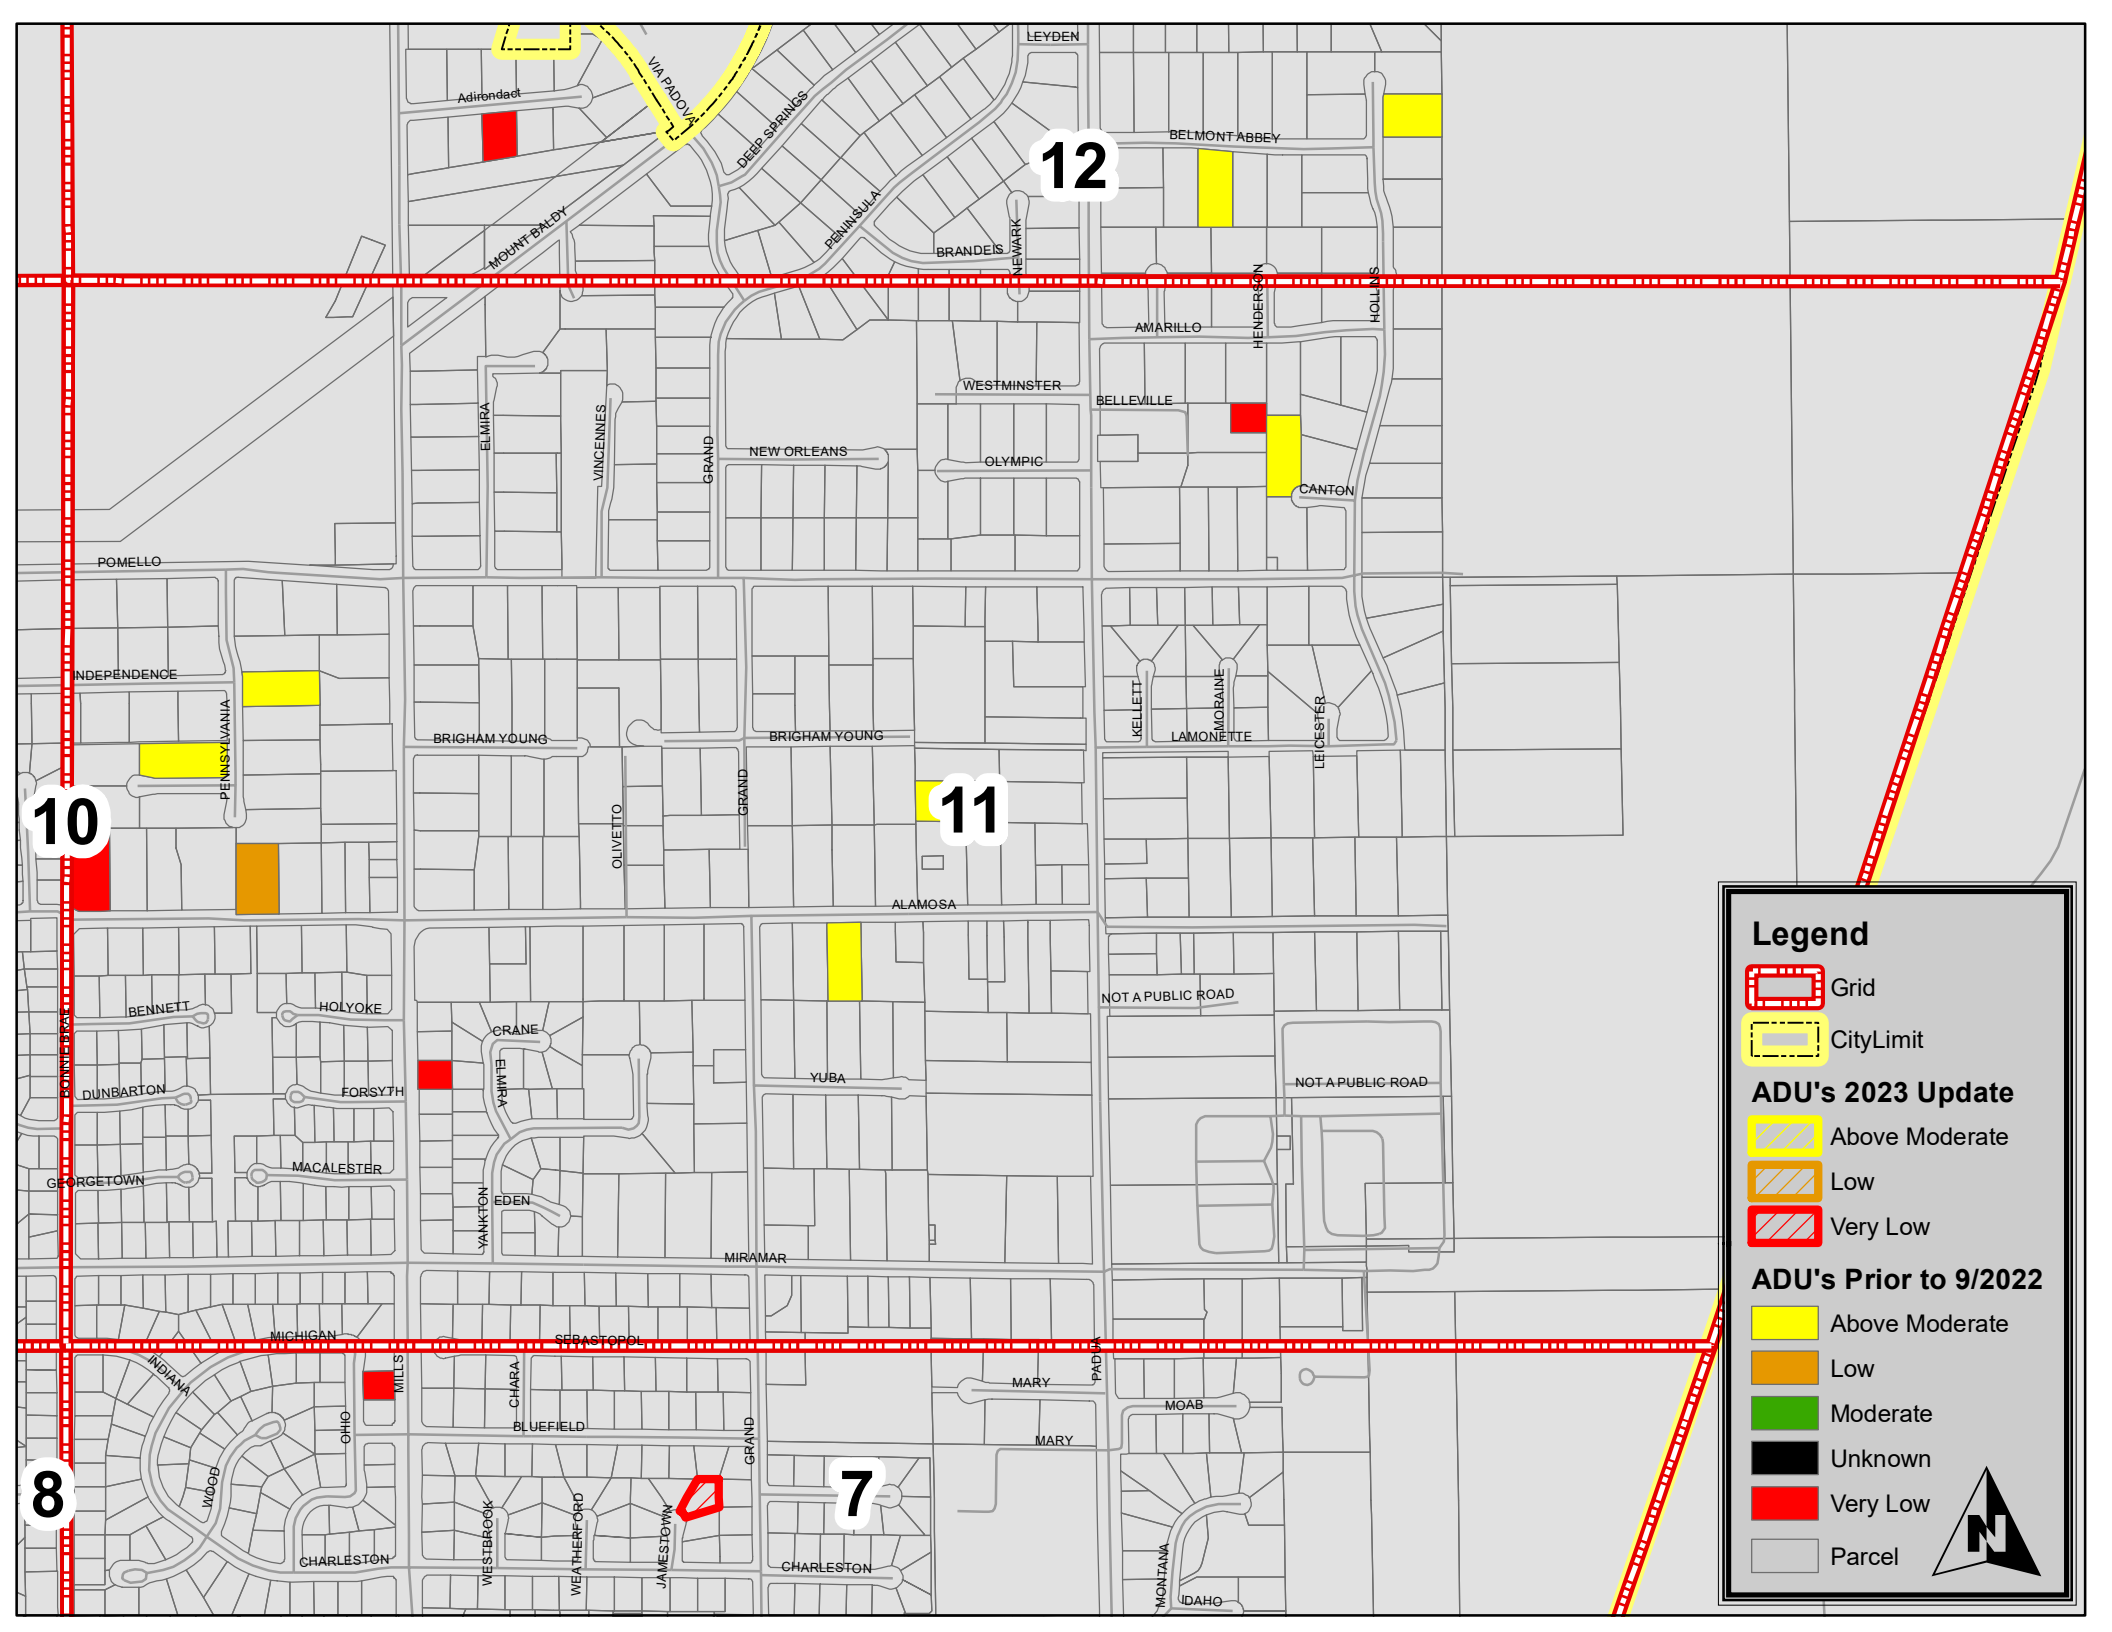 LEYDEN
VIA PADOVA
Adirondact
DEEP SPRINGS
BELMONT ABBEY
12
PENINSULA
MOUNT BALDY
BRANDEIS
NEWARK
HENDERSON
HOLLINS
AMARILLO
WESTMINSTER
BELLEVILLE
ELMIRA
VINCENNES
GRAND
NEW ORLEANS
OLYMPIC
CANTON
POMELLO
INDEPENDENCE
PENNSYLVANIA
KELLETT
MORAINE
LEICESTER
BRIGHAM YOUNG
BRIGHAM YOUNG
LAMONETTE
GRAND
10
11
OLIVETTO
ALAMOSA
BENNETT
HOLYOKE
NOT A PUBLIC ROAD
CRANE
BONNIE BRAE
ELMIRA
DUNBARTON
FORSYTH
YUBA
NOT A PUBLIC ROAD
GEORGETOWN
MACALESTER
YANKTON
EDEN
MIRAMAR
MICHIGAN
SEBASTOPOL
PADUA
INDIANA
MILLS
CHARA
MARY
MOAB
OHIO
BLUEFIELD
GRAND
MARY
8
WOOD
7
WESTBROOK
WEATHERFORD
JAMESTOWN
CHARLESTON
CHARLESTON
MONTANA
IDAHO
Legend
Grid
CityLimit
ADU's 2023 Update
Above Moderate
Low
Very Low
ADU's Prior to 9/2022
Above Moderate
Low
Moderate
Unknown
Very Low
Parcel
N